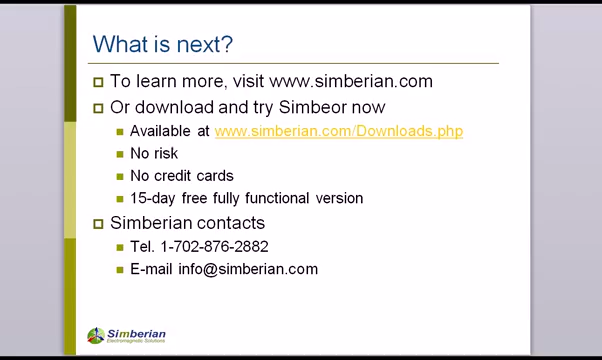 What is next?
To learn more, visit www.simberian.com
Or download and try Simbeor now
Available at www.simberian.com/Downloads.php
No risk
No credit cards
15-day free fully functional version
Simberian contacts
Tel. 1-702-876-2882
E-mail info@simberian.com
Simberian
Electromagnetic Solutions